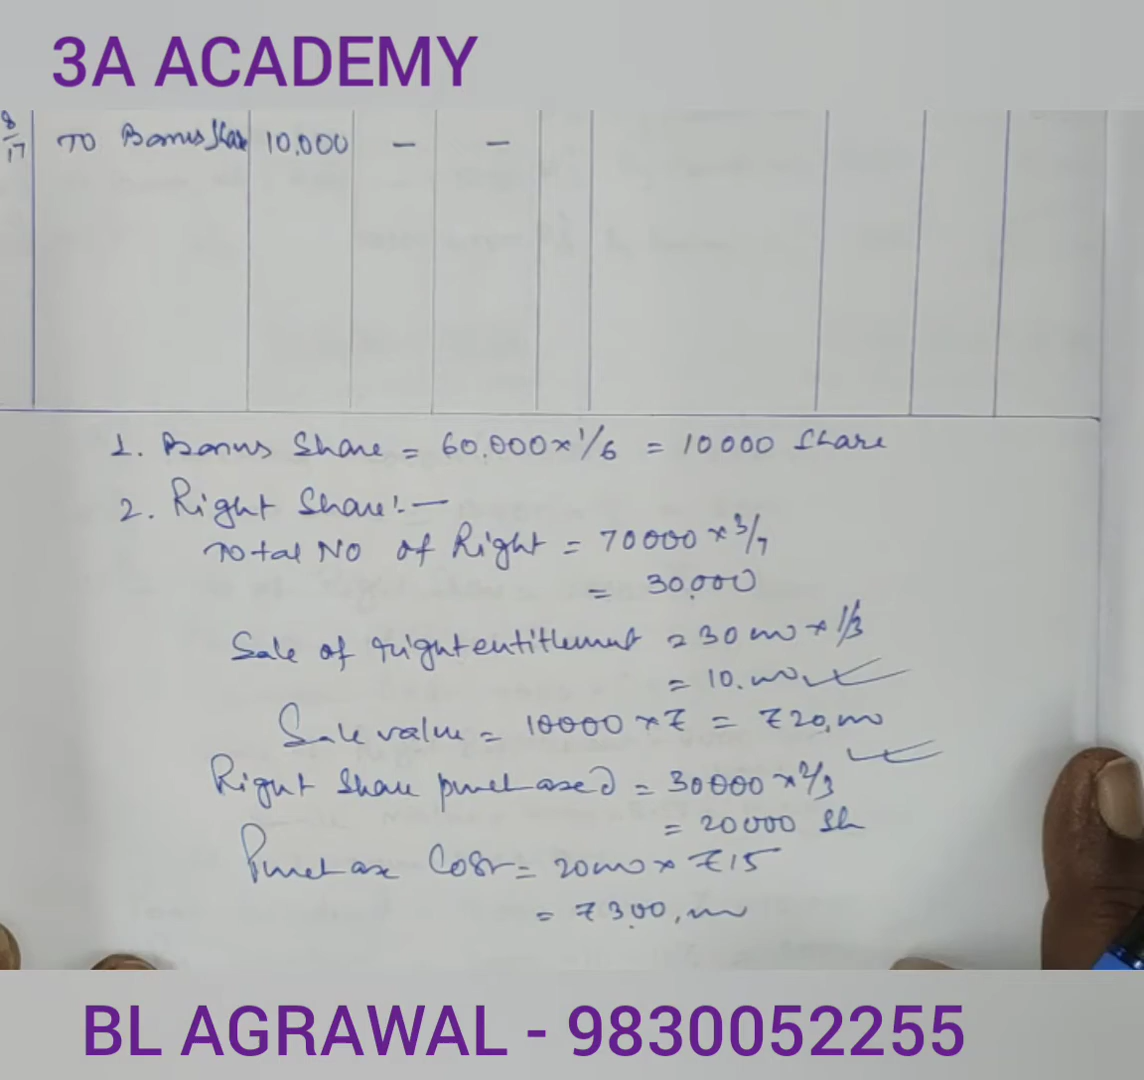 3A ACADEMY
8/17 TO Bonus Share 10,000 — —
1. Bonus Share = 60,000 × 1/6 = 10000 Share
2. Right Share:—
Total NO of Right = 70000 × 3/7
= 30,000
Sale of right entitlement = 30000 × 1/3
= 10,000
Sale value = 10000 × ₹ = ₹20,000
Right Share purchased = 30000 × 2/3
= 20000 Sh
Purchase Cost = 20000 × ₹15
= ₹300,000
BL AGRAWAL - 9830052255